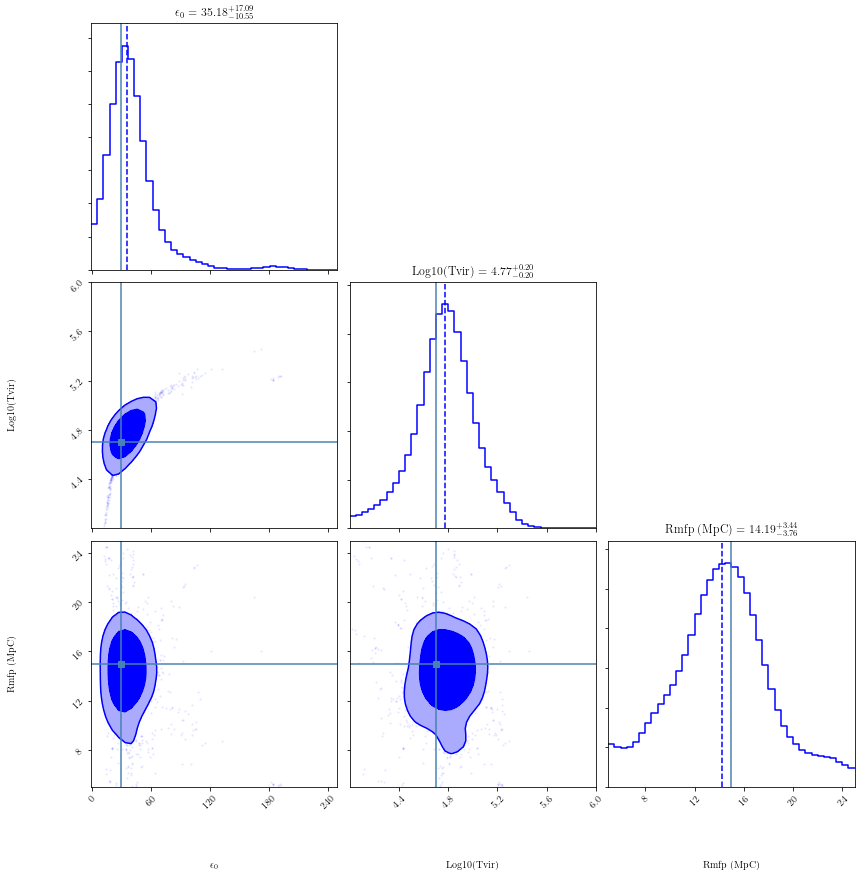 ϵ₀ = 35.18⁺¹⁷·⁰⁹₋₁₀.₅₅
6.0
5.6
5.2
4.8
4.4
Log10(Tvir)
Log10(Tvir) = 4.77⁺⁰·²⁰₋₀.₂₀
24
20
16
12
8
Rmfp (MpC)
Rmfp (MpC) = 14.19⁺³·⁴⁴₋₃.₇₆
0 60 120 180 240
4.4 4.8 5.2 5.6 6.0
8 12 16 20 24
ϵ₀
Log10(Tvir)
Rmfp (MpC)